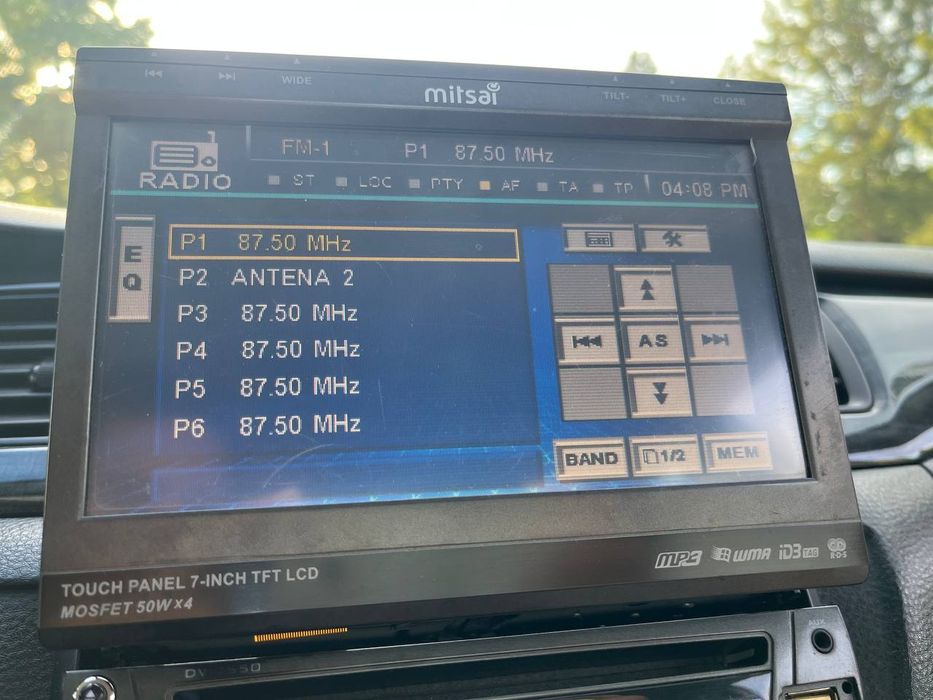 WIDE
mitsai
TILT- TILT+ CLOSE
FM-1 P1 87.50 MHz
RADIO
ST LOC PTY AF TA TP 04:08 PM
EQ
P1 87.50 MHz
P2 ANTENA 2
P3 87.50 MHz
P4 87.50 MHz
P5 87.50 MHz
P6 87.50 MHz
AS
BAND 1/2 MEM
TOUCH PANEL 7-INCH TFT LCD
MOSFET 50W×4
MP3 WMA iD3 TAG R·D·S
AUX